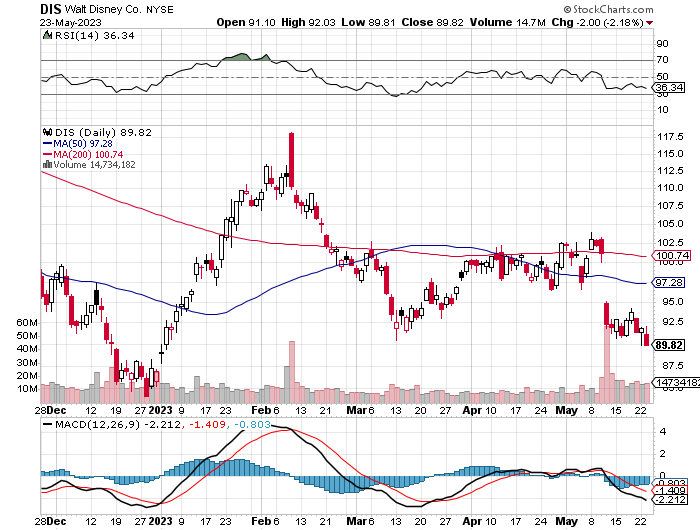 DIS Walt Disney Co. NYSE
© StockCharts.com
23-May-2023
Open 91.10 High 92.03 Low 89.81 Close 89.82 Volume 14.7M Chg -2.00 (-2.18%)
RSI(14) 36.34
90
70
50
30
10
36.34
DIS (Daily) 89.82
MA(50) 97.28
MA(200) 100.74
Volume 14,734,182
117.5
115.0
112.5
110.0
107.5
105.0
102.5
100.0
100.74
97.28
95.0
92.5
89.82
87.5
85.0
14734182
60M
50M
40M
30M
20M
10M
28 Dec 12 19 27 2023 9 17 23 Feb 6 13 21 Mar 6 13 20 27 Apr 10 17 24 May 8 15 22
MACD(12,26,9) -2.212, -1.409, -0.803
4
2
0
-0.803
-1.409
-2.212
28 Dec 12 19 27 2023 9 17 23 Feb 6 13 21 Mar 6 13 20 27 Apr 10 17 24 May 8 15 22